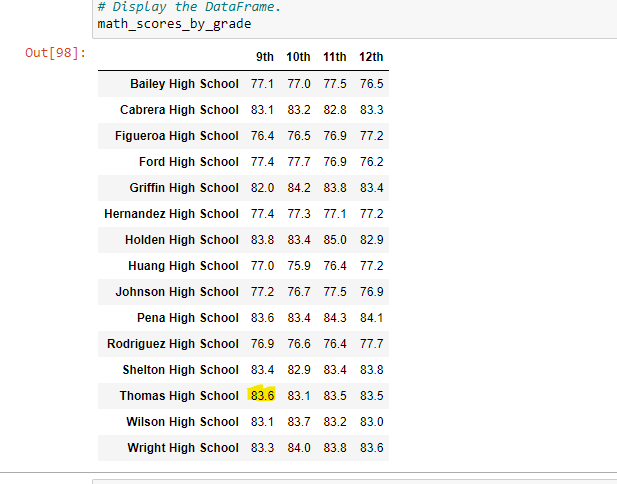 # Display the DataFrame.
math_scores_by_grade
Out[98]:
9th 10th 11th 12th
Bailey High School 77.1 77.0 77.5 76.5
Cabrera High School 83.1 83.2 82.8 83.3
Figueroa High School 76.4 76.5 76.9 77.2
Ford High School 77.4 77.7 76.9 76.2
Griffin High School 82.0 84.2 83.8 83.4
Hernandez High School 77.4 77.3 77.1 77.2
Holden High School 83.8 83.4 85.0 82.9
Huang High School 77.0 75.9 76.4 77.2
Johnson High School 77.2 76.7 77.5 76.9
Pena High School 83.6 83.4 84.3 84.1
Rodriguez High School 76.9 76.6 76.4 77.7
Shelton High School 83.4 82.9 83.4 83.8
Thomas High School 83.6 83.1 83.5 83.5
Wilson High School 83.1 83.7 83.2 83.0
Wright High School 83.3 84.0 83.8 83.6